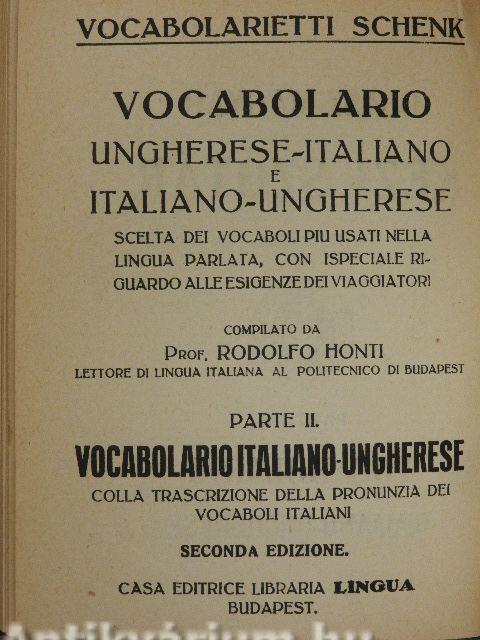 VOCABOLARIETTI SCHENK
VOCABOLARIO
UNGHERESE-ITALIANO
E
ITALIANO-UNGHERESE
SCELTA DEI VOCABOLI PIU USATI NELLA
LINGUA PARLATA, CON ISPECIALE RI-
GUARDO ALLE ESIGENZE DEI VIAGGIATORI
COMPILATO DA
PROF. RODOLFO HONTI
LETTORE DI LINGUA ITALIANA AL POLITECNICO DI BUDAPEST
PARTE II.
VOCABOLARIO ITALIANO-UNGHERESE
COLLA TRASCRIZIONE DELLA PRONUNZIA DEI
VOCABOLI ITALIANI
SECONDA EDIZIONE.
CASA EDITRICE LIBRARIA LINGUA
BUDAPEST.
Antikvárium.hu